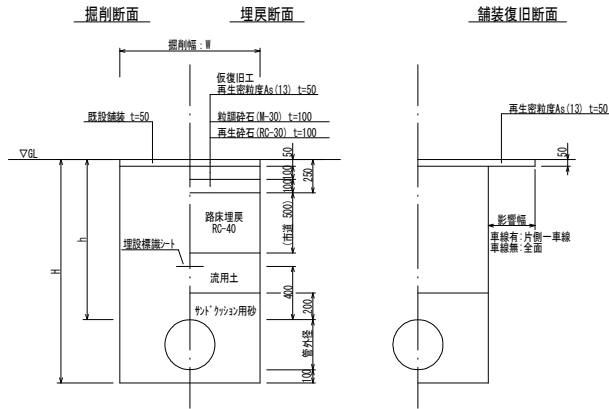 掘削断面
埋戻断面
舗装復旧断面
掘削幅：W
仮復旧工
再生密粒度As(13) t=50
既設舗装 t=50
粒調砕石(M-30) t=100
再生砕石(RC-30) t=100
再生密粒度As(13) t=50
▽GL
50
100
100
250
50
路床埋戻
RC-40
(市道 500)
影響幅
車線有：片側一車線
車線無：全面
h
H
埋設標識シート
流用土
400
サンドクッション用砂
200
管外径
100